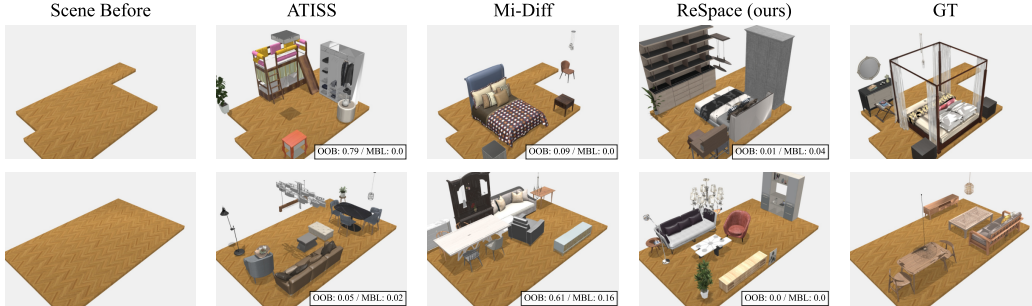 Scene Before
ATISS
Mi-Diff
ReSpace (ours)
GT
OOB: 0.79 / MBL: 0.0
OOB: 0.09 / MBL: 0.0
OOB: 0.01 / MBL: 0.04
OOB: 0.05 / MBL: 0.02
OOB: 0.61 / MBL: 0.16
OOB: 0.0 / MBL: 0.0